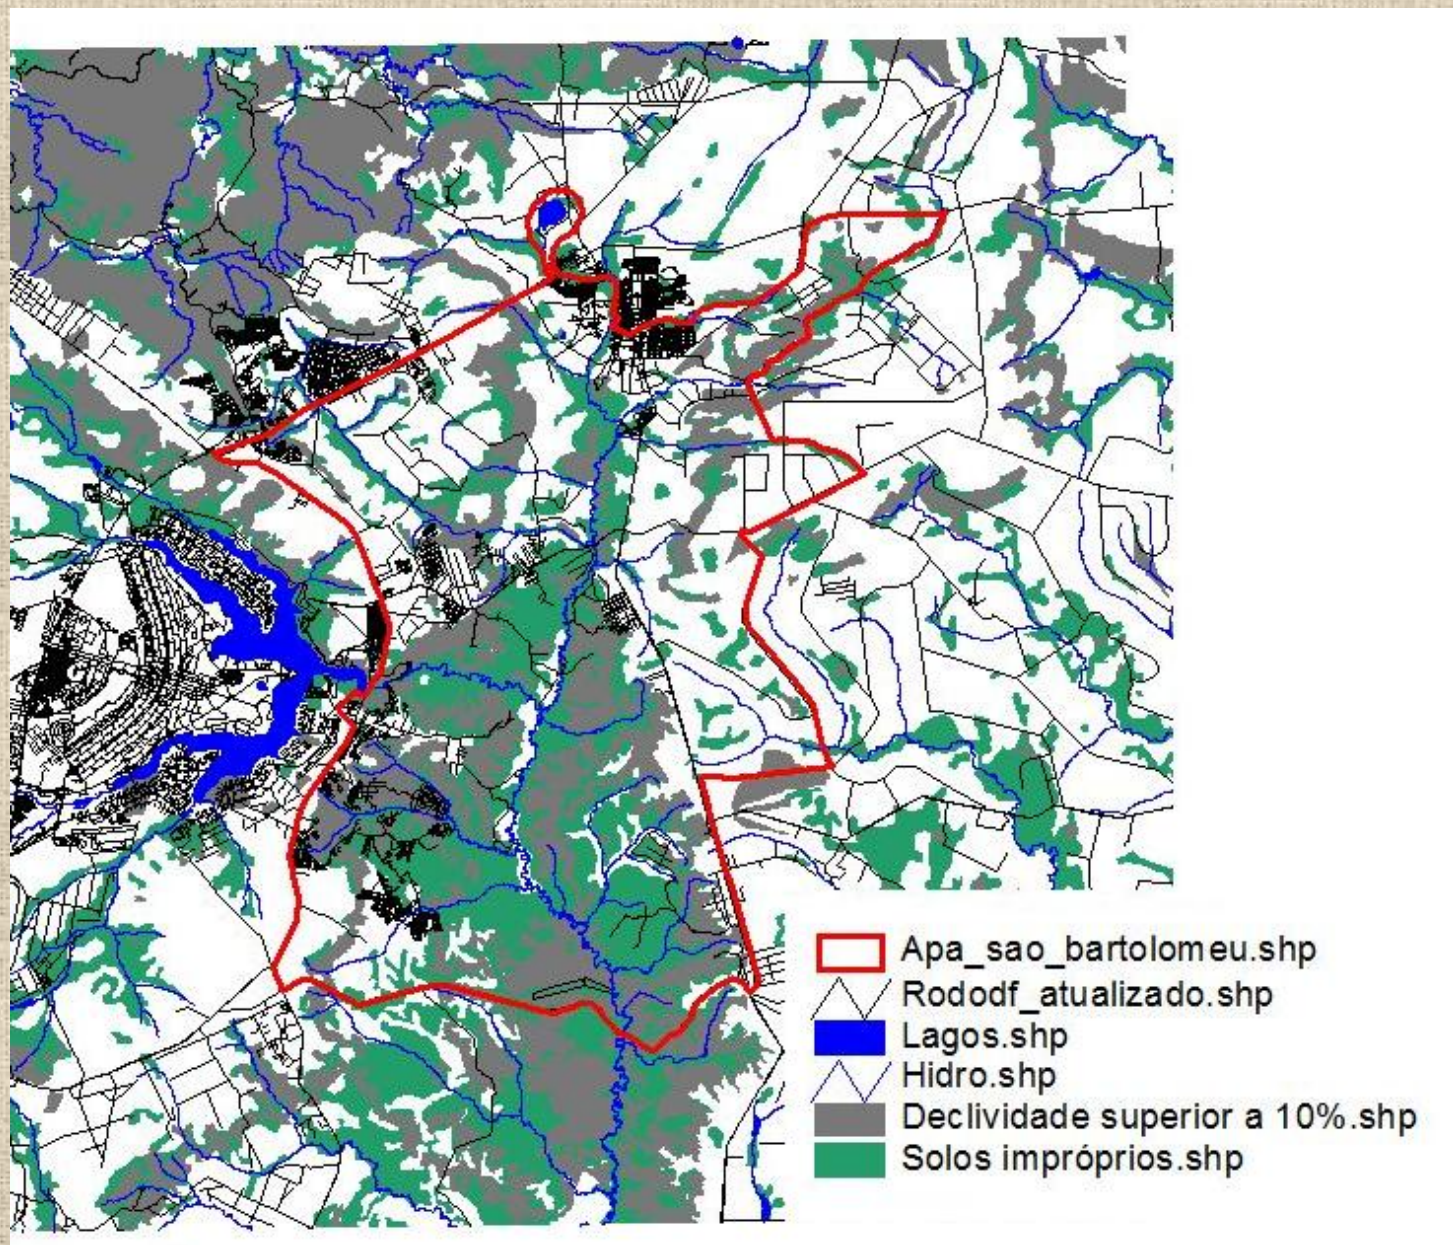 Apa_sao_bartolomeu.shp
Rododf_atualizado.shp
Lagos.shp
Hidro.shp
Declividade superior a 10%.shp
Solos impróprios.shp